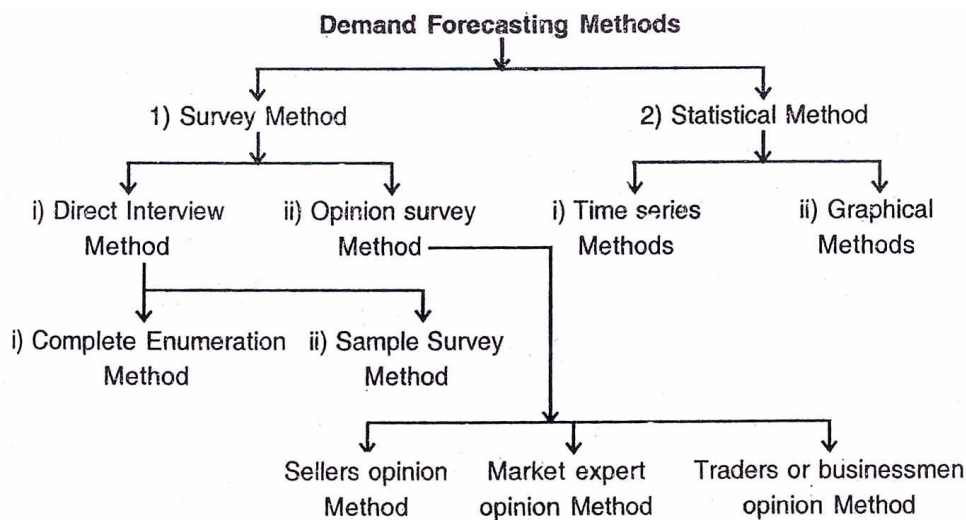 Demand Forecasting Methods
1) Survey Method
2) Statistical Method
i) Direct Interview
Method
ii) Opinion survey
Method
i) Time series
Methods
ii) Graphical
Methods
i) Complete Enumeration
Method
ii) Sample Survey
Method
Sellers opinion
Method
Market expert
opinion Method
Traders or businessmen
opinion Method